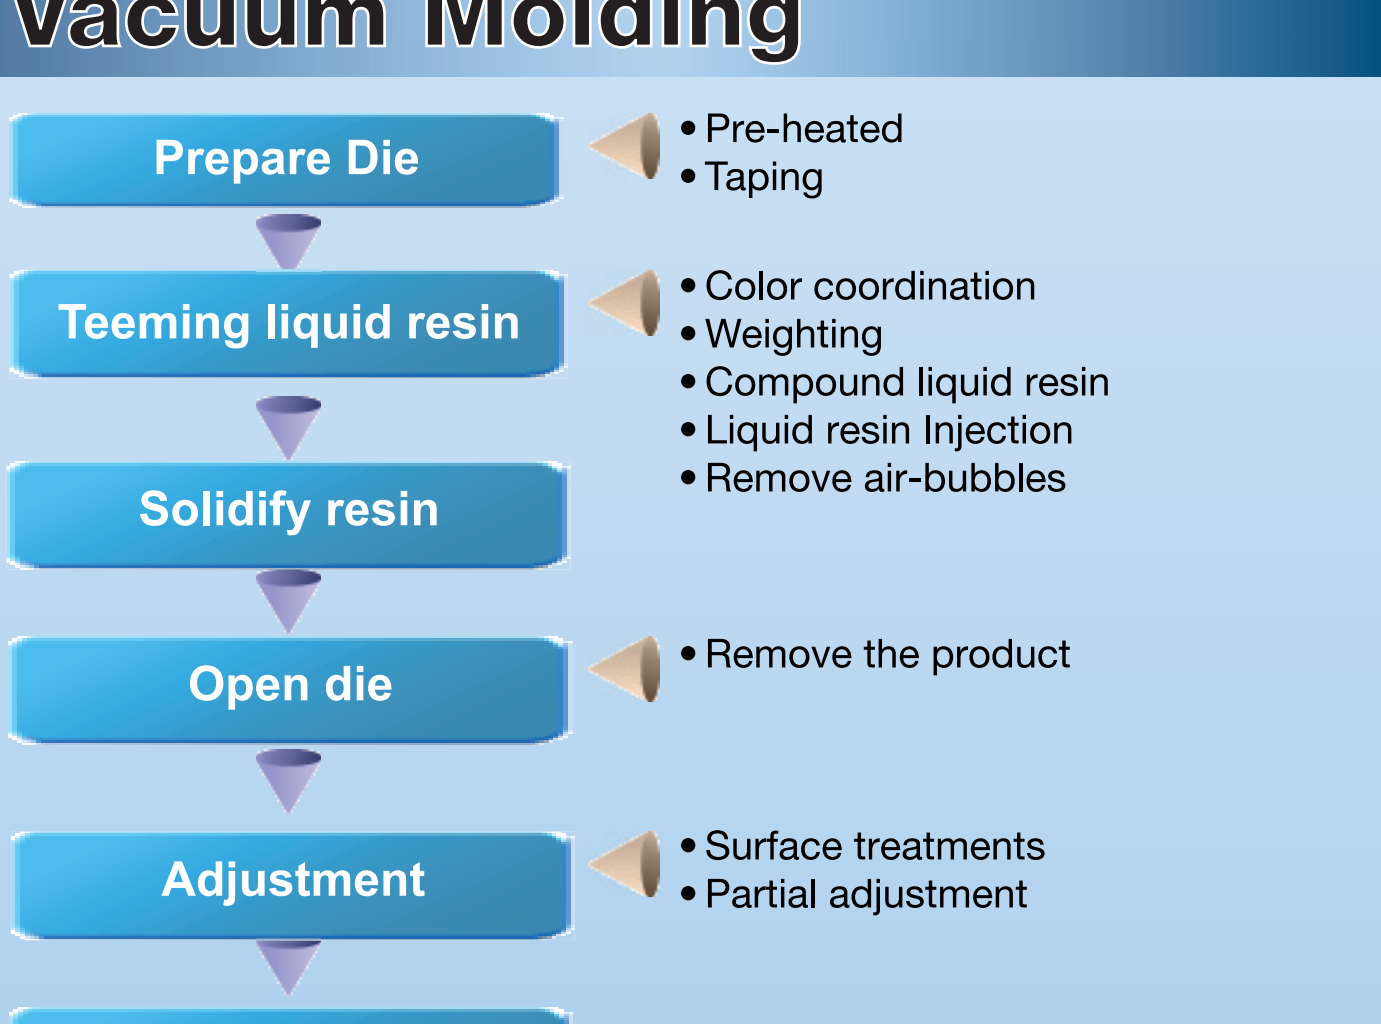 Vacuum Molding
Prepare Die
• Pre-heated
• Taping
Teeming liquid resin
• Color coordination
• Weighting
• Compound liquid resin
• Liquid resin Injection
• Remove air-bubbles
Solidify resin
Open die
• Remove the product
Adjustment
• Surface treatments
• Partial adjustment